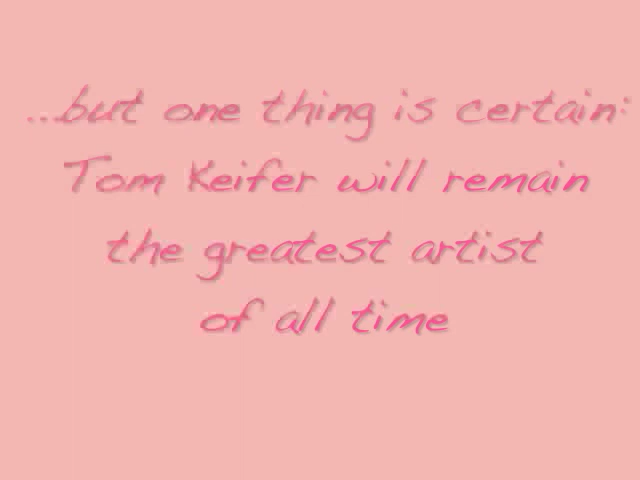 ...but one thing is certain:
Tom Keifer will remain
the greatest artist
of all time